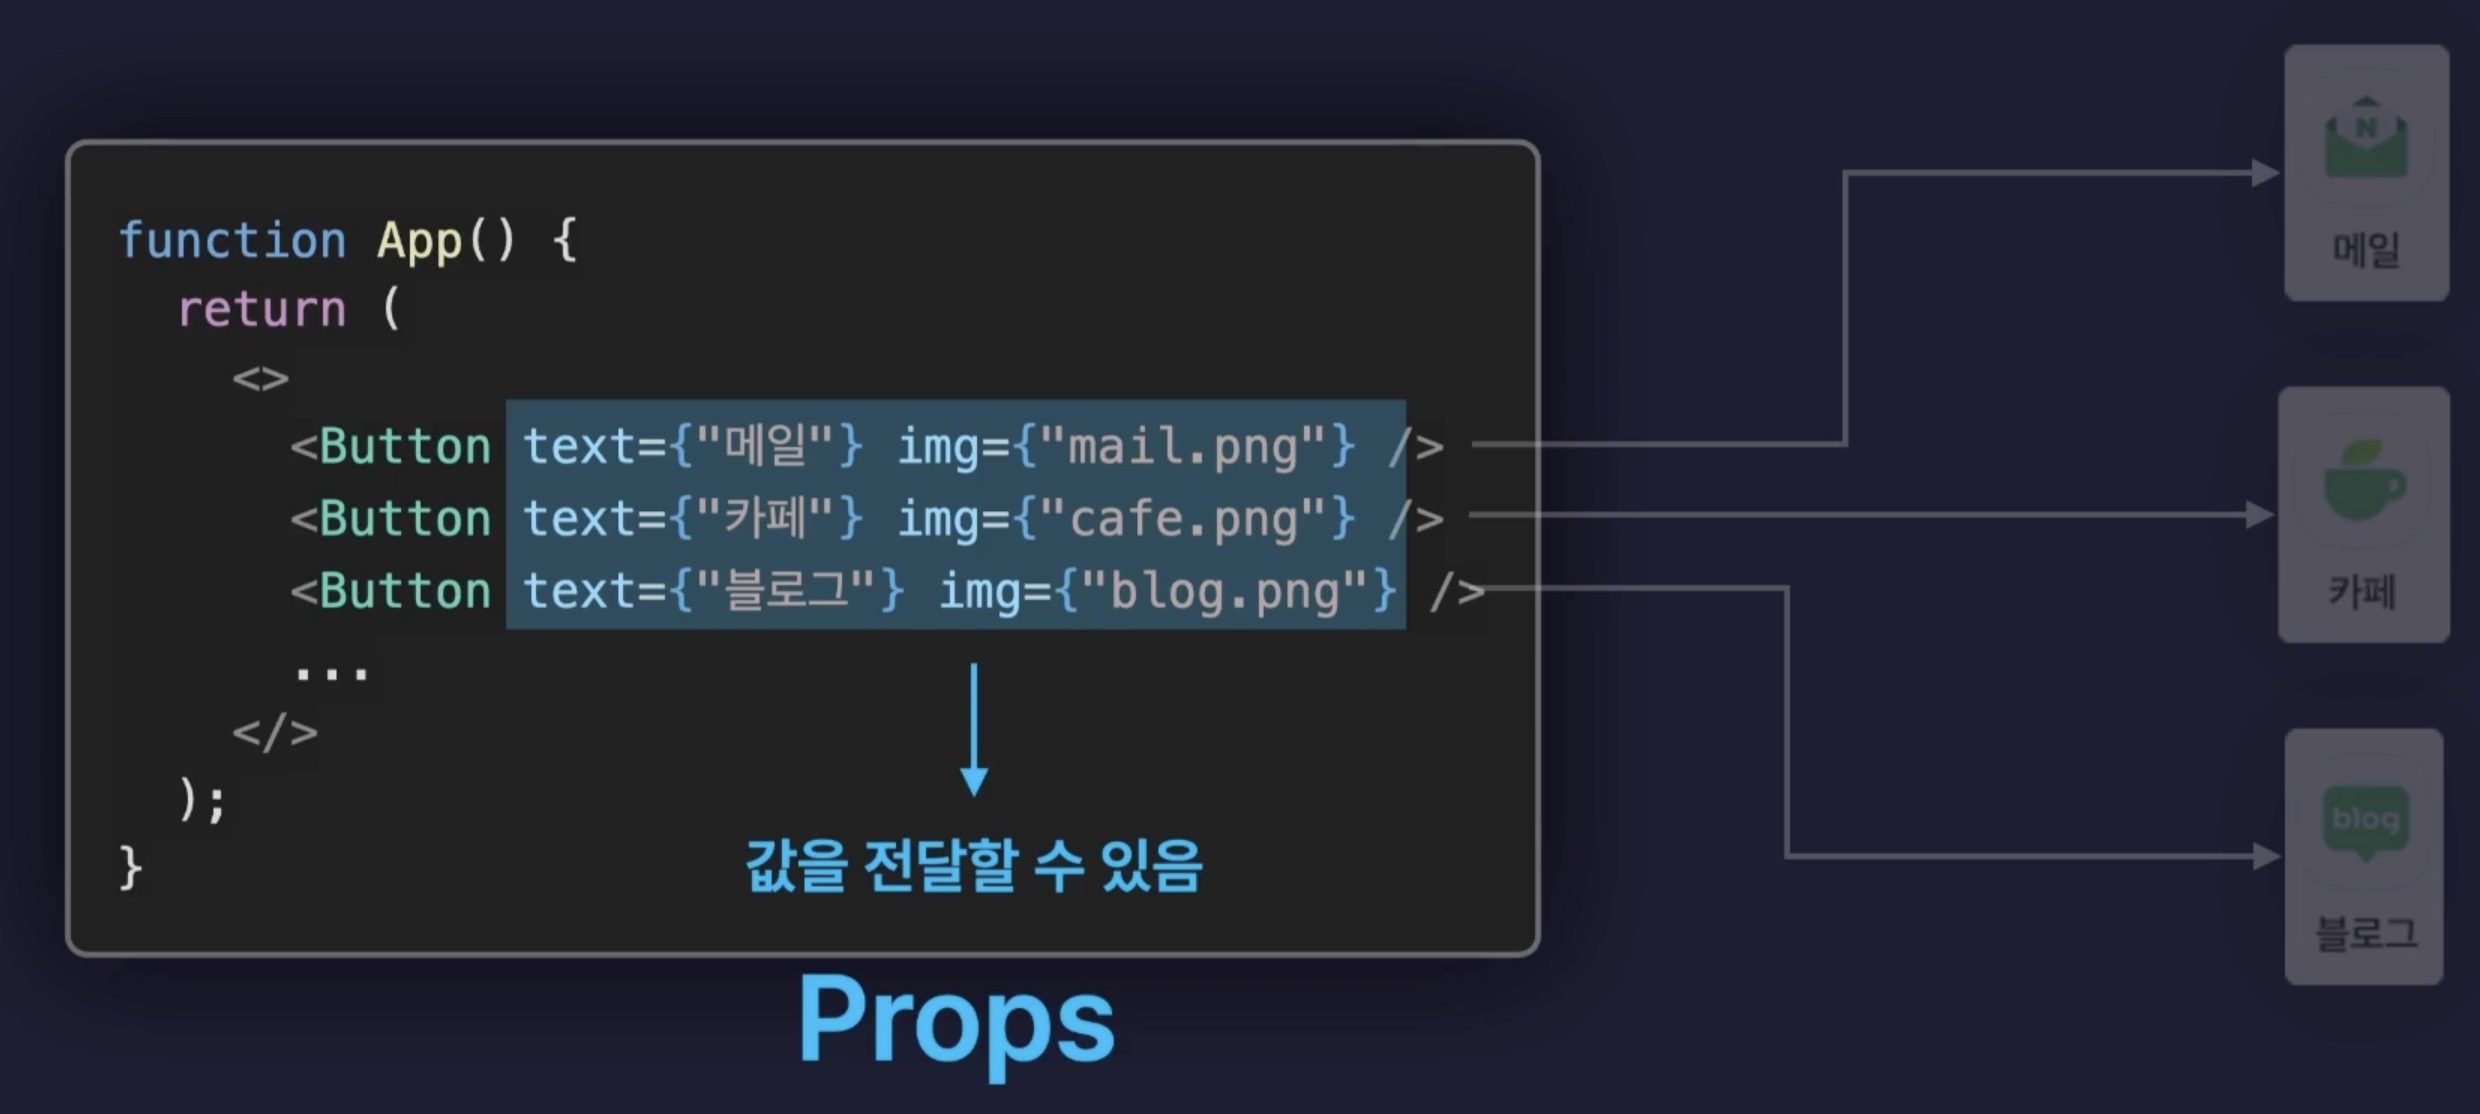 function App() {
return (
<>
<Button text={"메일"} img={"mail.png"} />
<Button text={"카페"} img={"cafe.png"} />
<Button text={"블로그"} img={"blog.png"} />
...
</>
);
}
값을 전달할 수 있음
Props
N
메일
카페
blog
블로그